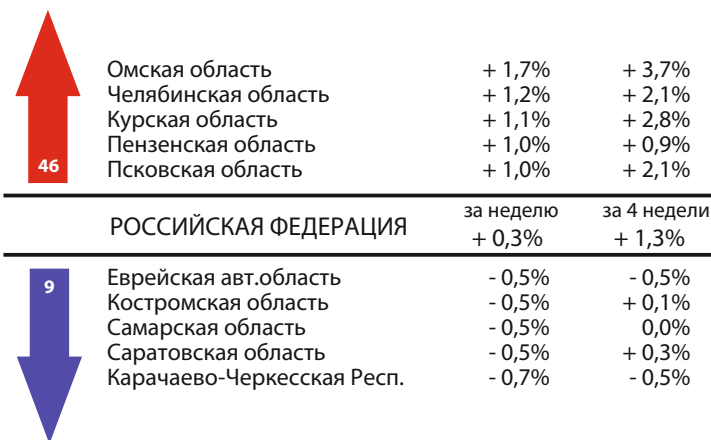 Омская область + 1,7% + 3,7%
Челябинская область + 1,2% + 2,1%
Курская область + 1,1% + 2,8%
Пензенская область + 1,0% + 0,9%
46 Псковская область + 1,0% + 2,1%
за неделю за 4 недели
РОССИЙСКАЯ ФЕДЕРАЦИЯ + 0,3% + 1,3%
9 Еврейская авт.область - 0,5% - 0,5%
Костромская область - 0,5% + 0,1%
Самарская область - 0,5% 0,0%
Саратовская область - 0,5% + 0,3%
Карачаево-Черкесская Респ. - 0,7% - 0,5%